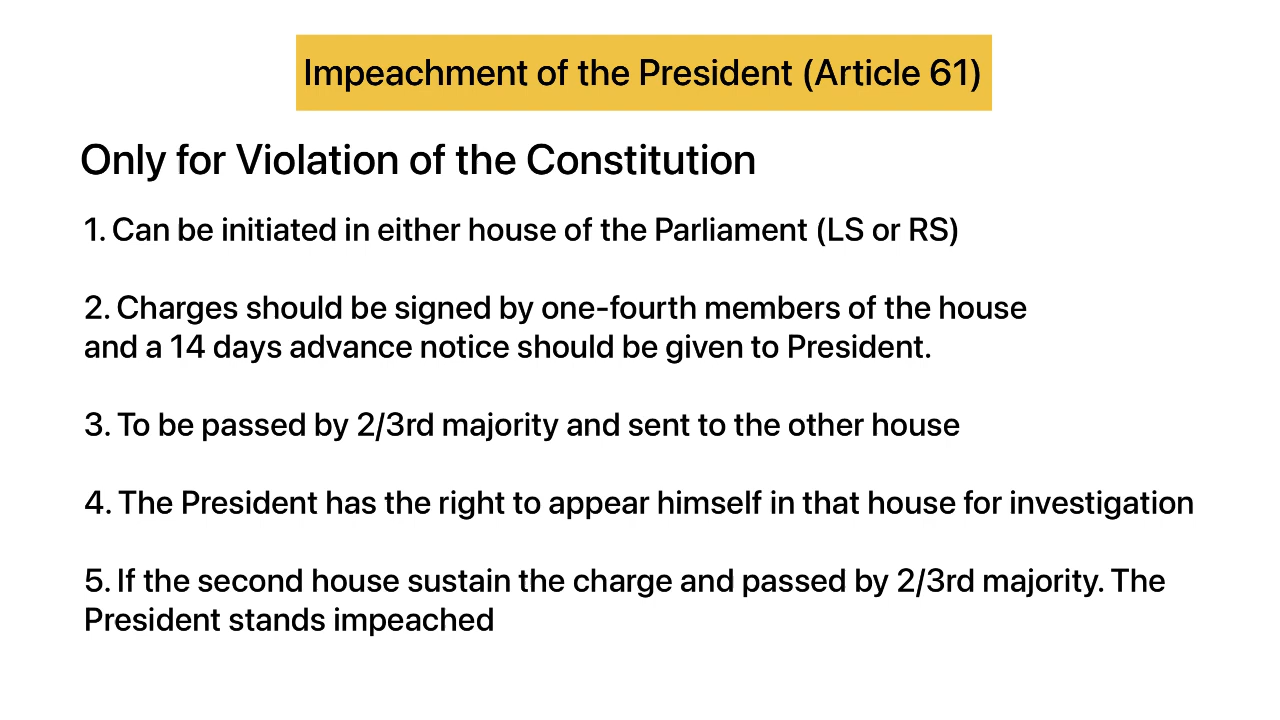 Impeachment of the President (Article 61)
Only for Violation of the Constitution
1. Can be initiated in either house of the Parliament (LS or RS)
2. Charges should be signed by one-fourth members of the house
and a 14 days advance notice should be given to President.
3. To be passed by 2/3rd majority and sent to the other house
4. The President has the right to appear himself in that house for investigation
5. If the second house sustain the charge and passed by 2/3rd majority. The
President stands impeached